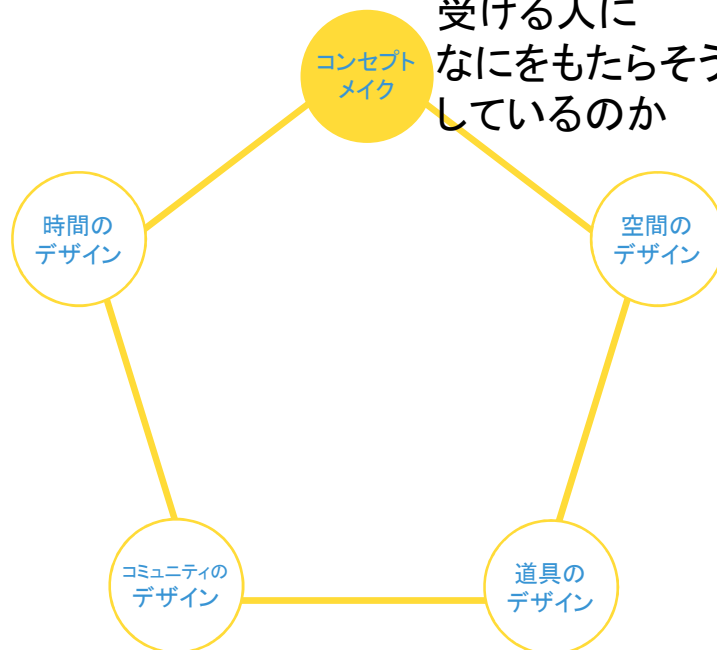 受ける人に
なにをもたらそう
しているのか
コンセプト
メイク
時間の
デザイン
空間の
デザイン
コミュニティの
デザイン
道具の
デザイン